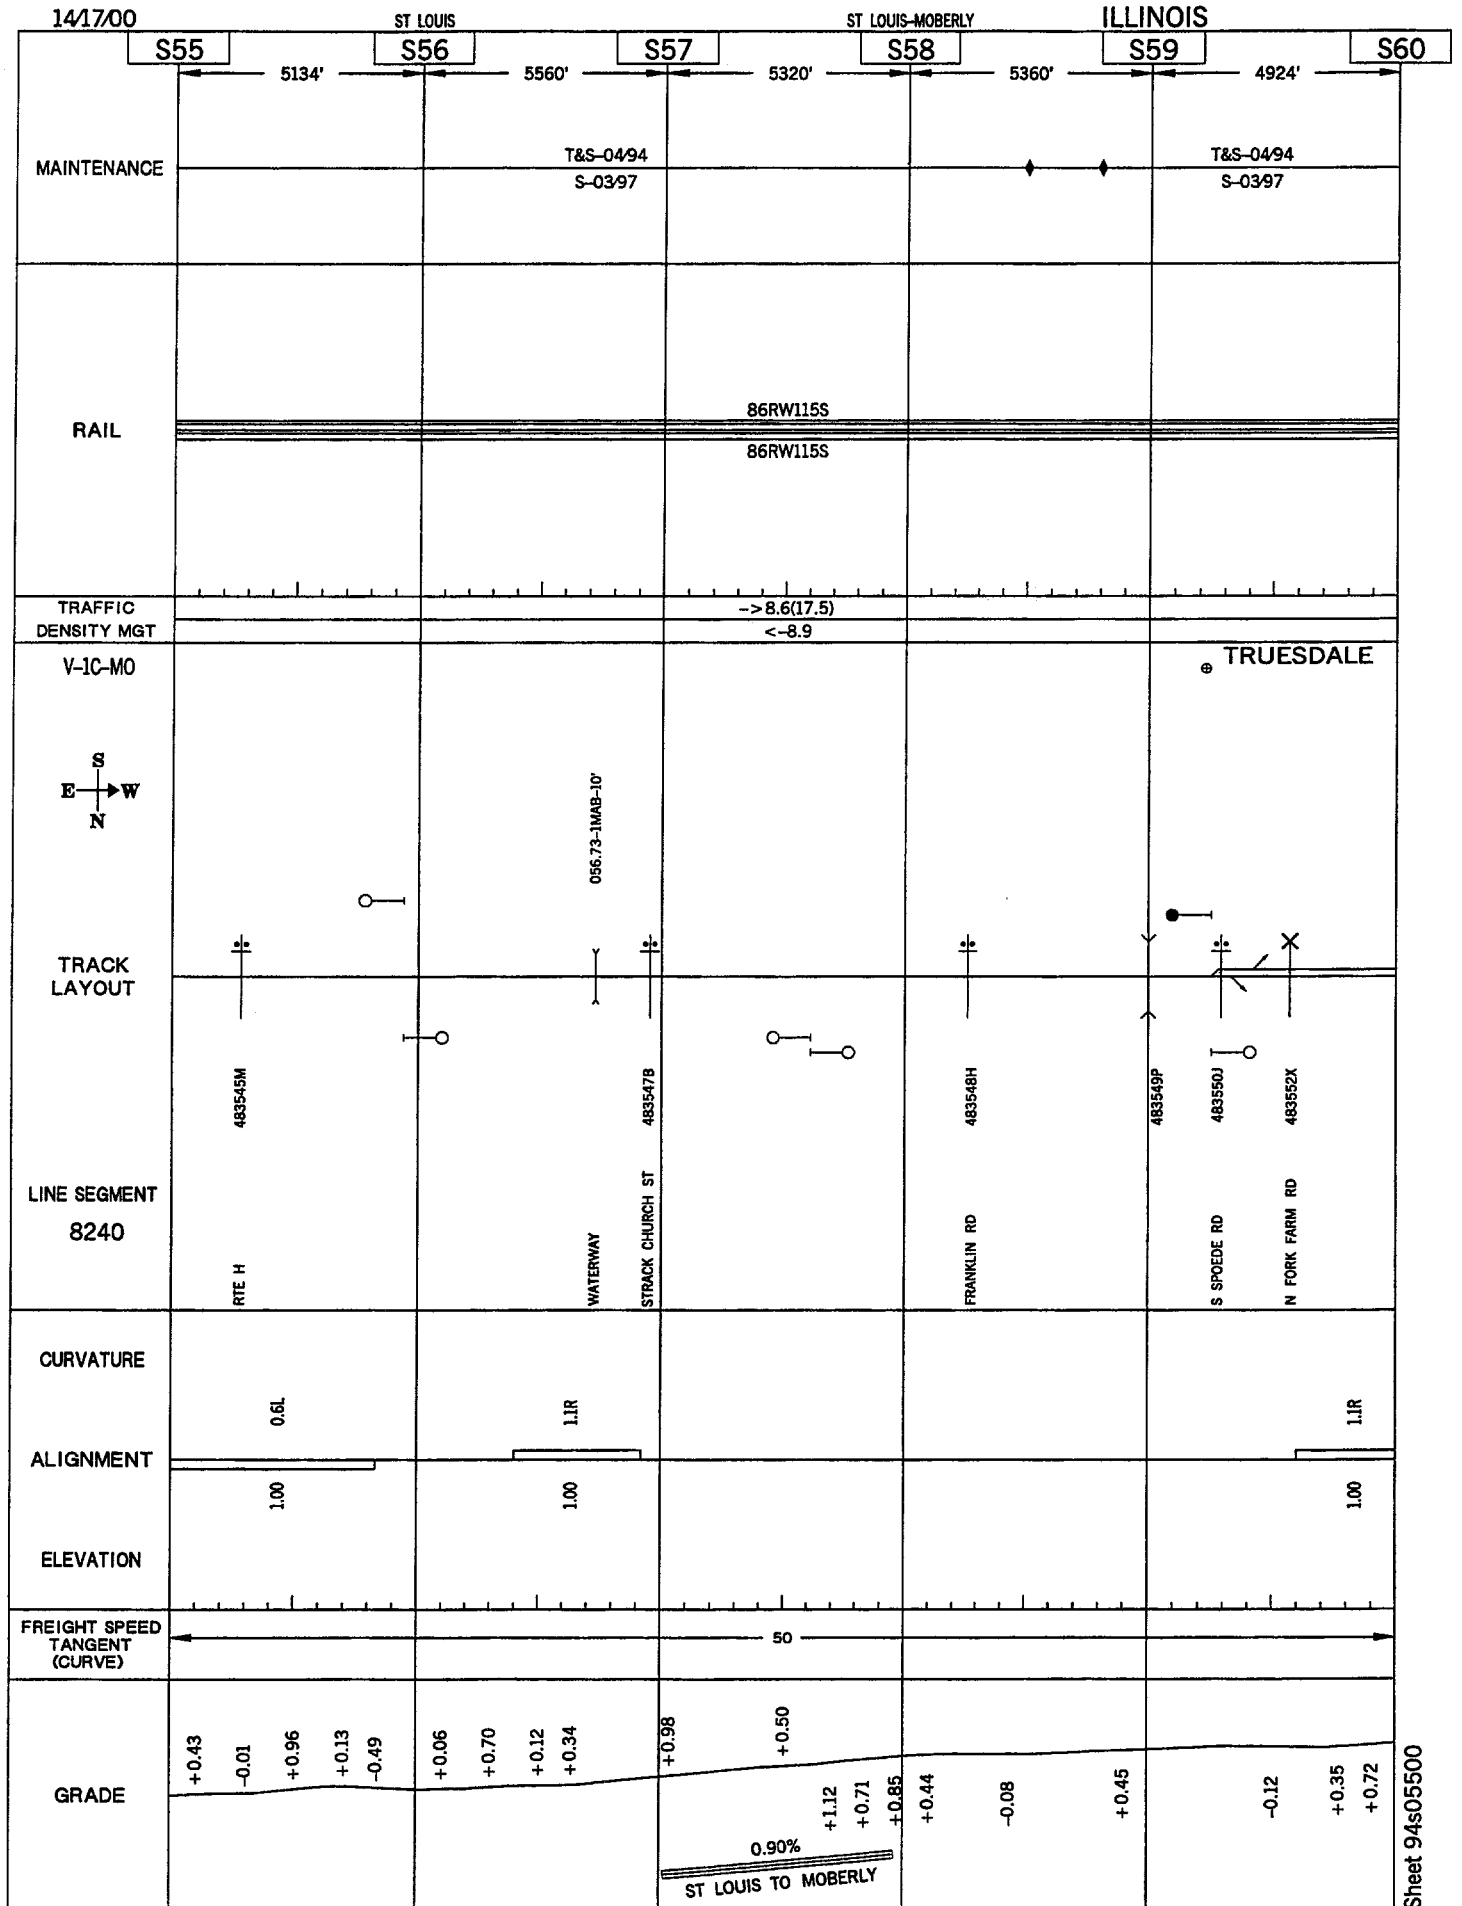 14/17/00 ST LOUIS ST LOUIS-MOBERLY ILLINOIS
S55 S56 S57 S58 S59 S60
5134' 5560' 5320' 5360' 4924'
MAINTENANCE
T&S-04/94 T&S-04/94
S-03/97 S-03/97
RAIL
86RW115S
86RW115S
TRAFFIC
DENSITY MGT
->8.6(17.5)
<-8.9
V-1C-MO
TRUESDALE
S
E W
N
056.73-1MAB-10'
TRACK
LAYOUT
483545M
483547B
483548H
483549P
483550J
483552X
LINE SEGMENT
8240
RTE H
WATERWAY
STRACK CHURCH ST
FRANKLIN RD
S SPOEDE RD
N FORK FARM RD
CURVATURE
0.6L 1.1R 1.1R
ALIGNMENT
1.00 1.00 1.00
ELEVATION
FREIGHT SPEED
TANGENT
(CURVE)
50
GRADE
+0.43
-0.01
+0.96
+0.13
-0.49
+0.06
+0.70
+0.12
+0.34
+0.98
+0.50
+1.12
+0.71
+0.85
+0.44
-0.08
+0.45
-0.12
+0.35
+0.72
0.90%
ST LOUIS TO MOBERLY
Sheet 94s05500